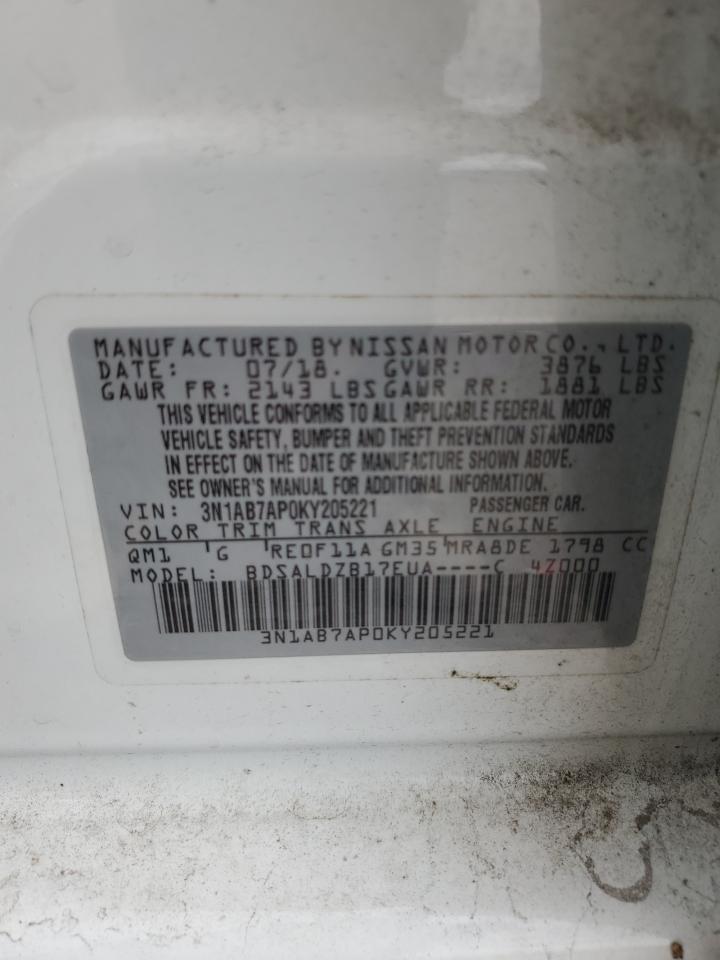 MANUFACTURED BY NISSAN MOTOR CO., LTD.
DATE: 07/18. GVWR: 3876 LBS
GAWR FR: 2143 LBS GAWR RR: 1881 LBS
THIS VEHICLE CONFORMS TO ALL APPLICABLE FEDERAL MOTOR
VEHICLE SAFETY, BUMPER AND THEFT PREVENTION STANDARDS
IN EFFECT ON THE DATE OF MANUFACTURE SHOWN ABOVE.
SEE OWNER'S MANUAL FOR ADDITIONAL INFORMATION.
VIN: 3N1AB7AP0KY205221 PASSENGER CAR.
COLOR TRIM TRANS AXLE ENGINE
QM1 G RE0F11A GM35 MRA8DE 1798 CC
MODEL: BDSALDZB17EUA----C 4Z000
3N1AB7AP0KY205221